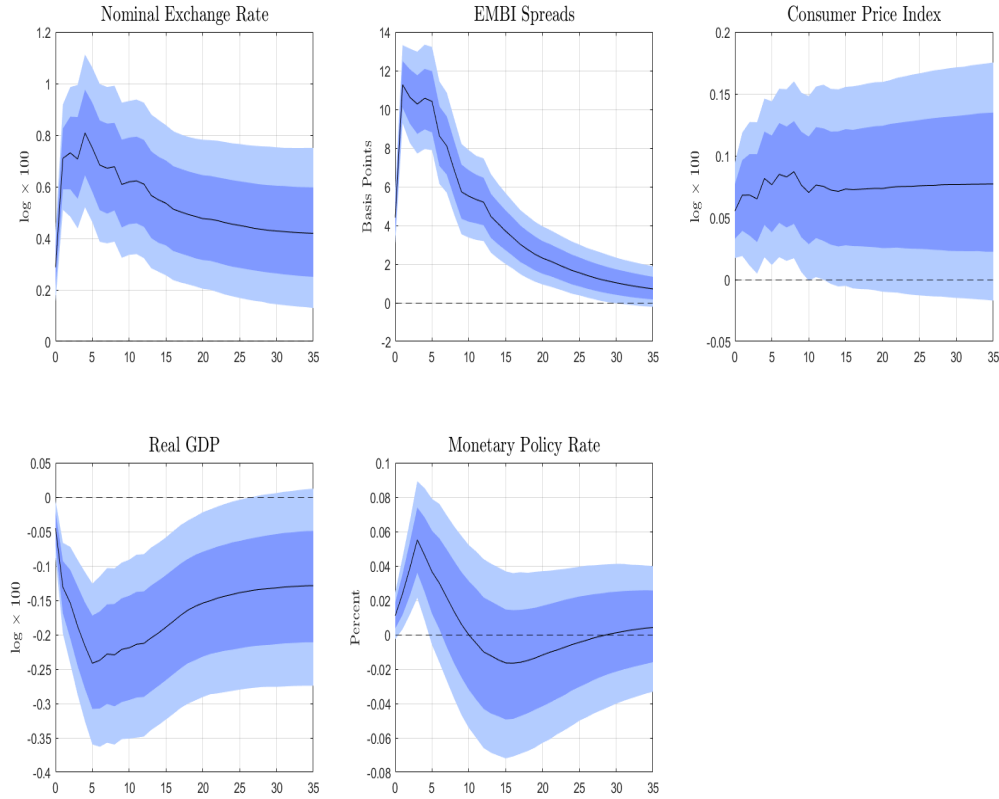 Nominal Exchange Rate
log × 100
1.2
1
0.8
0.6
0.4
0.2
0
0 5 10 15 20 25 30 35
EMBI Spreads
Basis Points
14
12
10
8
6
4
2
0
-2
0 5 10 15 20 25 30 35
Consumer Price Index
log × 100
0.2
0.15
0.1
0.05
0
-0.05
0 5 10 15 20 25 30 35
Real GDP
log × 100
0.05
0
-0.05
-0.1
-0.15
-0.2
-0.25
-0.3
-0.35
-0.4
0 5 10 15 20 25 30 35
Monetary Policy Rate
Percent
0.1
0.08
0.06
0.04
0.02
0
-0.02
-0.04
-0.06
-0.08
0 5 10 15 20 25 30 35